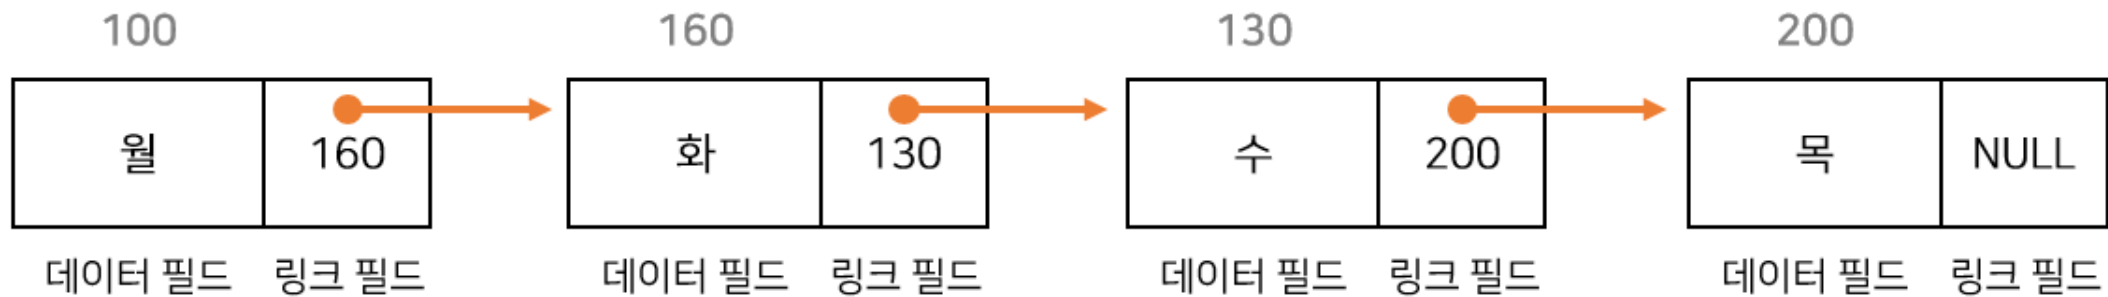 100 160 130 200
월 160 화 130 수 200 목 NULL
데이터 필드 링크 필드 데이터 필드 링크 필드 데이터 필드 링크 필드 데이터 필드 링크 필드